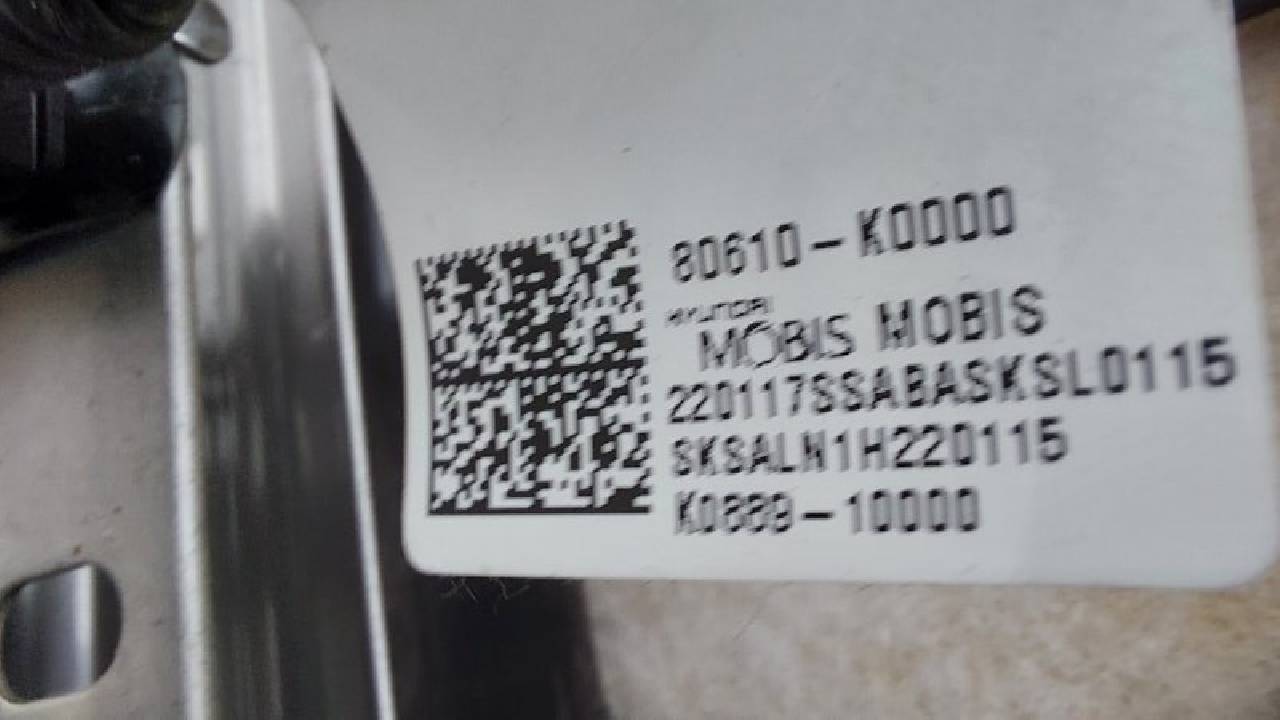 80610-K0000
HYUNDAI
MOBIS MOBIS
220117SSABASKSL0115
SKSALN1H220115
K0889-10000